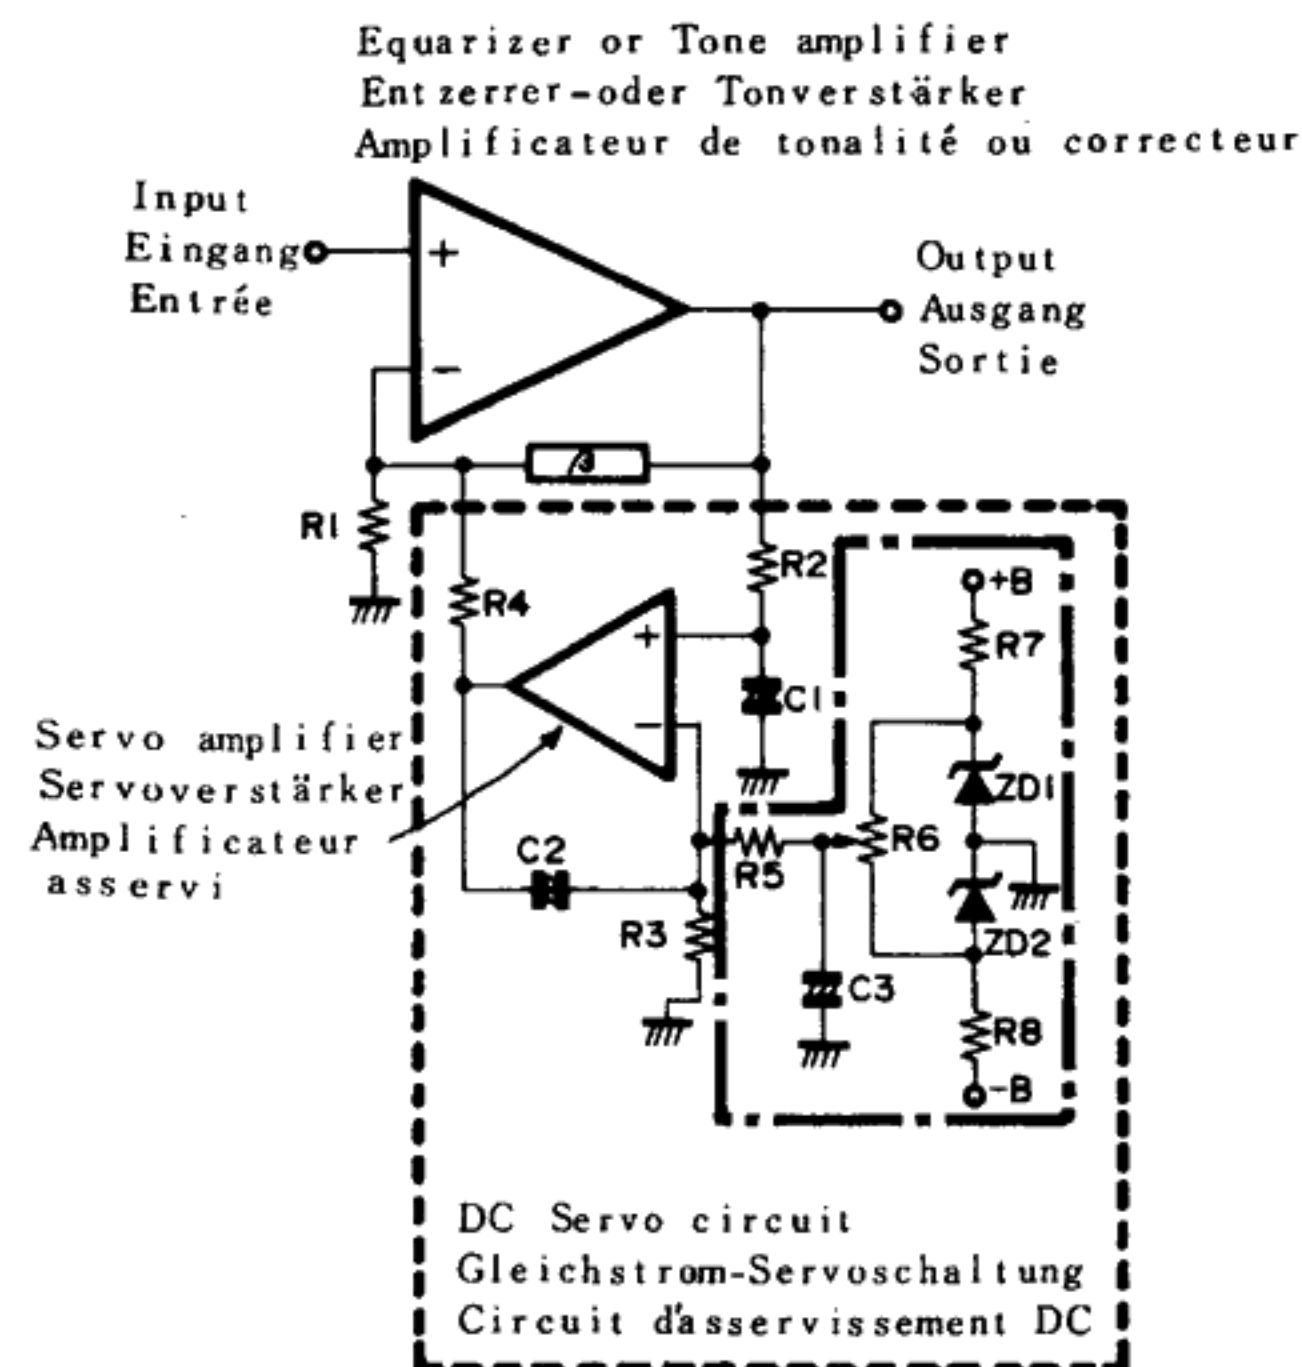 Equarizer or Tone amplifier
Entzerrer-oder Tonverstärker
Amplificateur de tonalité ou correcteur
Input
Eingang
Entrée
+
-
Output
Ausgang
Sortie
β
R1
R4
R2
+B
R7
+
-
C1
ZD1
Servo amplifier
Servoverstärker
Amplificateur
asservi
C2
R5
R6
R3
ZD2
C3
R8
-B
DC Servo circuit
Gleichstrom-Servoschaltung
Circuit d'asservissement DC